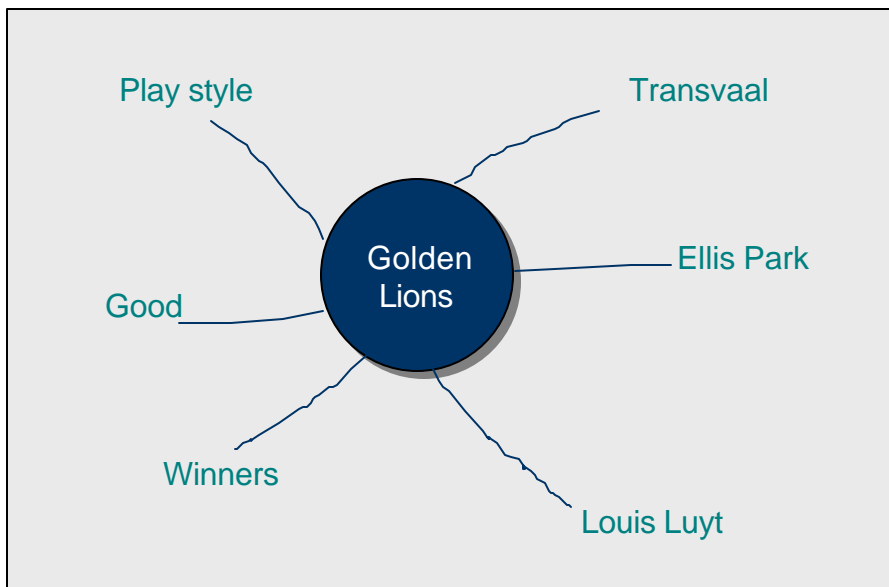 Play style
Transvaal
Golden
Lions
Ellis Park
Good
Winners
Louis Luyt